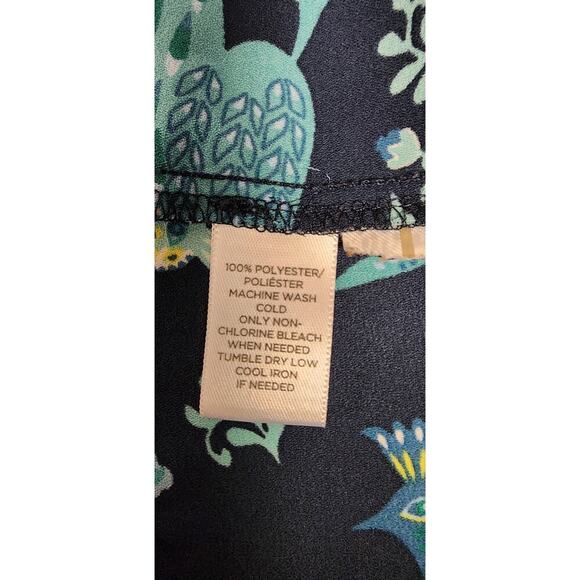 100% POLYESTER/
POLIÉSTER
MACHINE WASH
COLD
ONLY NON-
CHLORINE BLEACH
WHEN NEEDED
TUMBLE DRY LOW
COOL IRON
IF NEEDED